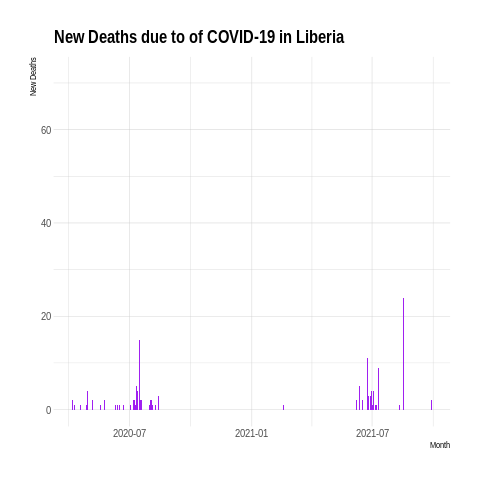 New Deaths due to of COVID-19 in Liberia
New Deaths
60
40
20
0
2020-07
2021-01
2021-07
Month